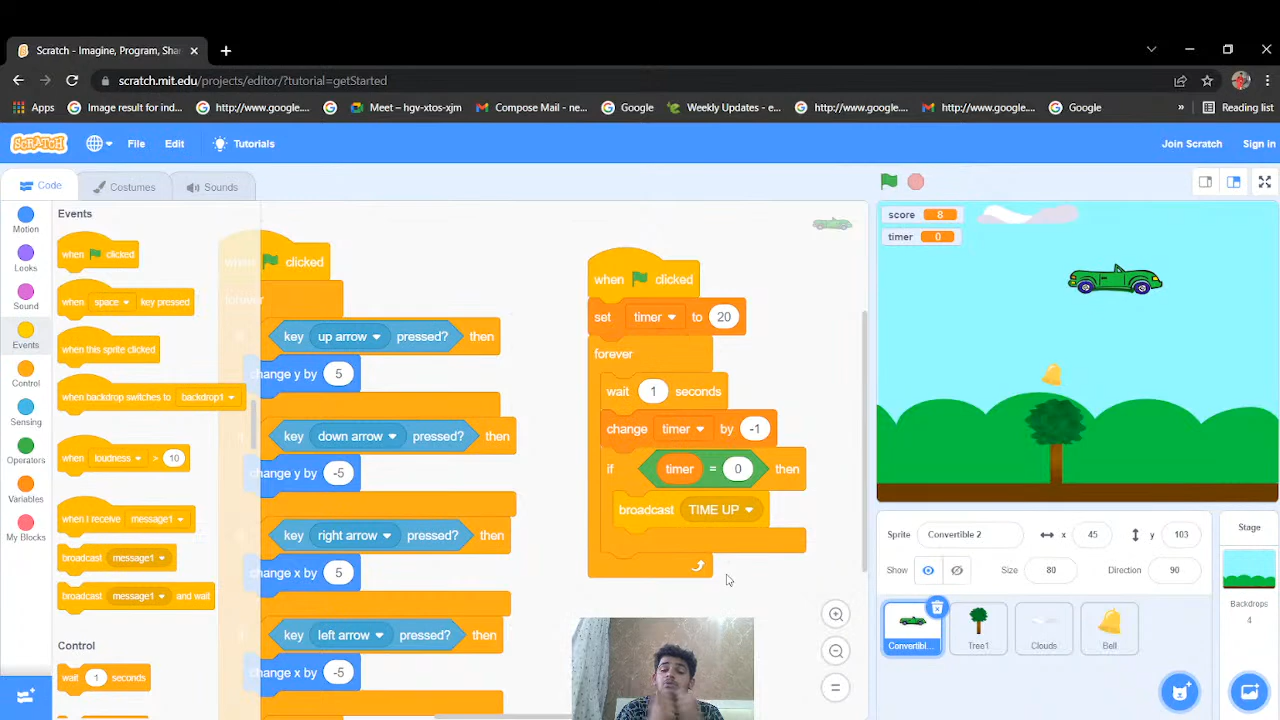 Scratch - Imagine, Program, Sha
scratch.mit.edu/projects/editor/?tutorial=getStarted
Apps
Image result for ind...
http://www.google....
Meet – hgv-xtos-xjm
Compose Mail - ne...
Google
Weekly Updates - e...
http://www.google....
http://www.google....
Google
»
Reading list
SCRATCH
File
Edit
Tutorials
Join Scratch
Sign in
Code
Costumes
Sounds
Motion
Looks
Sound
Events
Control
Sensing
Operators
Variables
My Blocks
Events
when clicked
when space key pressed
when this sprite clicked
when backdrop switches to backdrop1
when loudness > 10
when I receive message1
broadcast message1
broadcast message1 and wait
Control
wait 1 seconds
when clicked
forever
key up arrow pressed? then
change y by 5
key down arrow pressed? then
change y by -5
key right arrow pressed? then
change x by 5
key left arrow pressed? then
change x by -5
when clicked
set timer to 20
forever
wait 1 seconds
change timer by -1
if timer = 0 then
broadcast TIME UP
score 8
timer 0
Sprite Convertible 2
x 45
y 103
Show
Size 80
Direction 90
Convertibl...
Tree1
Clouds
Bell
Stage
Backdrops
4